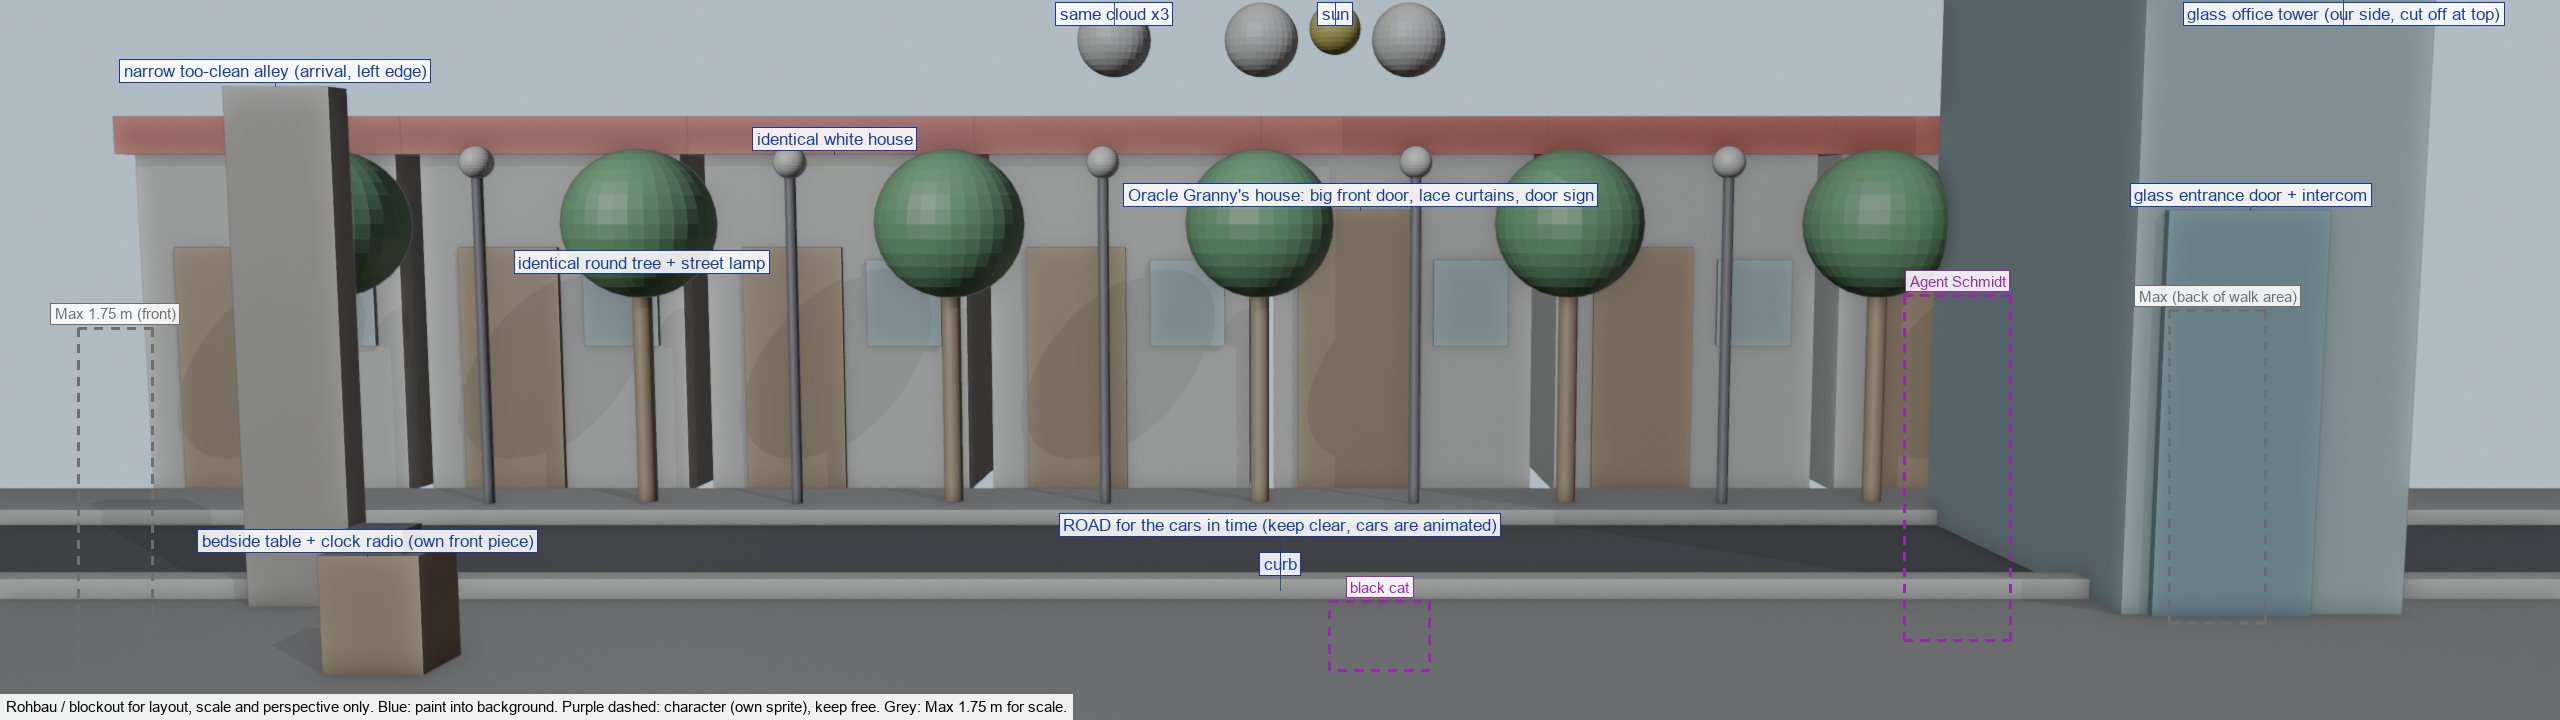 same cloud x3
sun
glass office tower (our side, cut off at top)
narrow too-clean alley (arrival, left edge)
identical white house
Oracle Granny's house: big front door, lace curtains, door sign
glass entrance door + intercom
identical round tree + street lamp
Agent Schmidt
Max (back of walk area)
Max 1.75 m (front)
ROAD for the cars in time (keep clear, cars are animated)
bedside table + clock radio (own front piece)
curb
black cat
Rohbau / blockout for layout, scale and perspective only. Blue: paint into background. Purple dashed: character (own sprite), keep free. Grey: Max 1.75 m for scale.